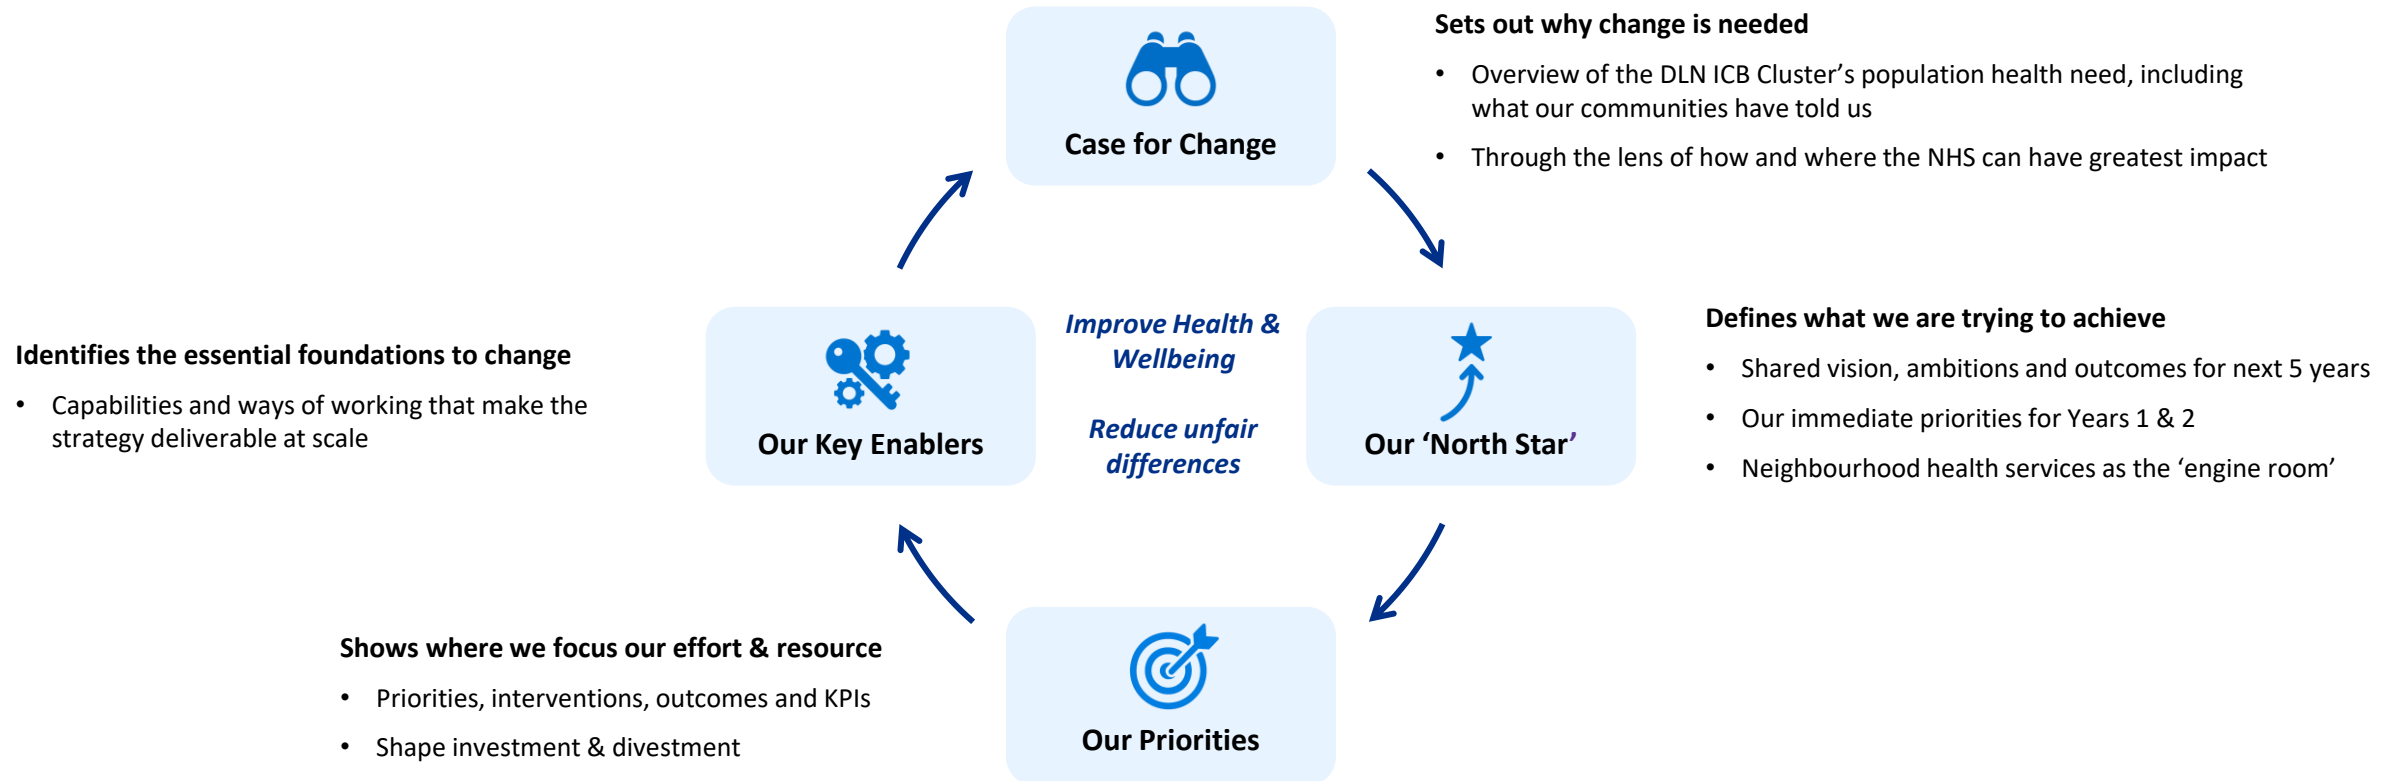 Case for Change
Sets out why change is needed
• Overview of the DLN ICB Cluster’s population health need, including
what our communities have told us
• Through the lens of how and where the NHS can have greatest impact
Our ‘North Star’
Defines what we are trying to achieve
• Shared vision, ambitions and outcomes for next 5 years
• Our immediate priorities for Years 1 & 2
• Neighbourhood health services as the ‘engine room’
Improve Health &
Wellbeing
Reduce unfair
differences
Our Priorities
Shows where we focus our effort & resource
• Priorities, interventions, outcomes and KPIs
• Shape investment & divestment
Our Key Enablers
Identifies the essential foundations to change
• Capabilities and ways of working that make the
strategy deliverable at scale